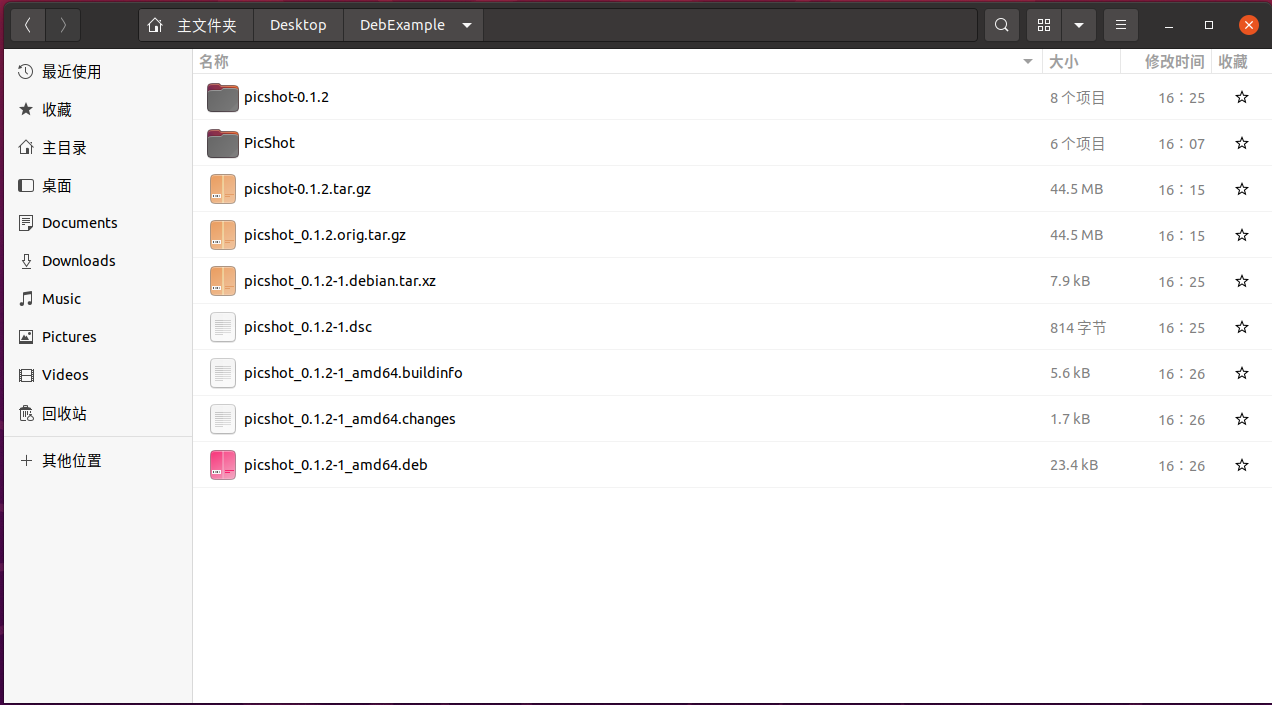 主文件夹 Desktop DebExample
最近使用
收藏
主目录
桌面
Documents
Downloads
Music
Pictures
Videos
回收站
其他位置
名称 大小 修改时间 收藏
picshot-0.1.2 8 个项目 16：25
PicShot 6 个项目 16：07
picshot-0.1.2.tar.gz 44.5 MB 16：15
picshot_0.1.2.orig.tar.gz 44.5 MB 16：15
picshot_0.1.2-1.debian.tar.xz 7.9 kB 16：25
picshot_0.1.2-1.dsc 814 字节 16：25
picshot_0.1.2-1_amd64.buildinfo 5.6 kB 16：26
picshot_0.1.2-1_amd64.changes 1.7 kB 16：26
picshot_0.1.2-1_amd64.deb 23.4 kB 16：26